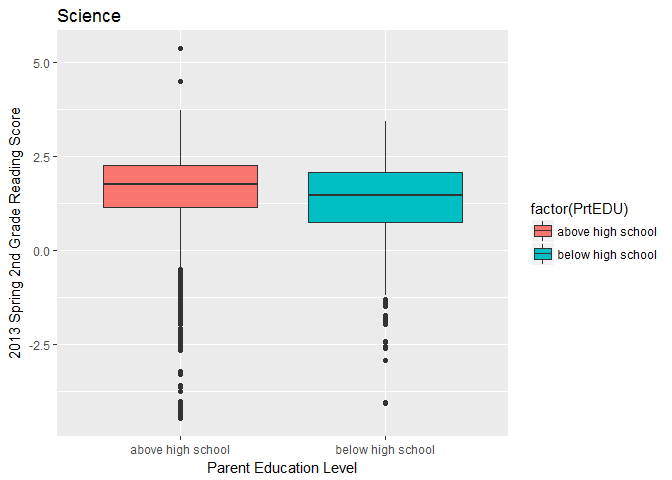 Science
2013 Spring 2nd Grade Reading Score
5.0
2.5
0.0
-2.5
above high school
below high school
Parent Education Level
factor(PrtEDU)
above high school
below high school